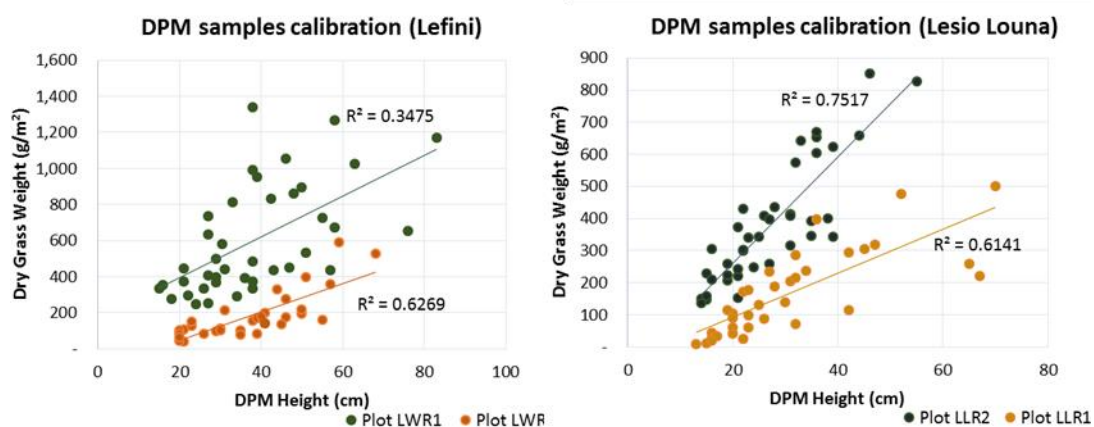 DPM samples calibration (Lefini)
1,600
1,400
1,200
1,000
800
600
400
200
-
Dry Grass Weight (g/m²)
R² = 0.3475
R² = 0.6269
0 20 40 60 80 100
DPM Height (cm)
Plot LWR1 Plot LWR
DPM samples calibration (Lesio Louna)
900
800
700
600
500
400
300
200
100
-
Dry Grass Weight (g/m²)
R² = 0.7517
R² = 0.6141
0 20 40 60 80
DPM Height (cm)
Plot LLR2 Plot LLR1